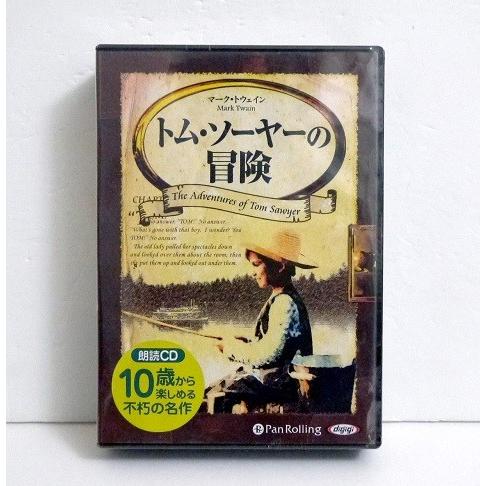 マーク・トウェイン
Mark Twain
トム・ソーヤーの
冒険
The Adventures of Tom Sawyer
CHAPT
No answer. "TOM!" No answer.
"What's gone with that boy, I wonder? You
TOM!" No answer.
The old lady pulled her spectacles down
and looked over them about the room; then
she put them up and looked out under them.
朗読CD
10歳から
楽しめる
不朽の名作
PanRolling
digigi